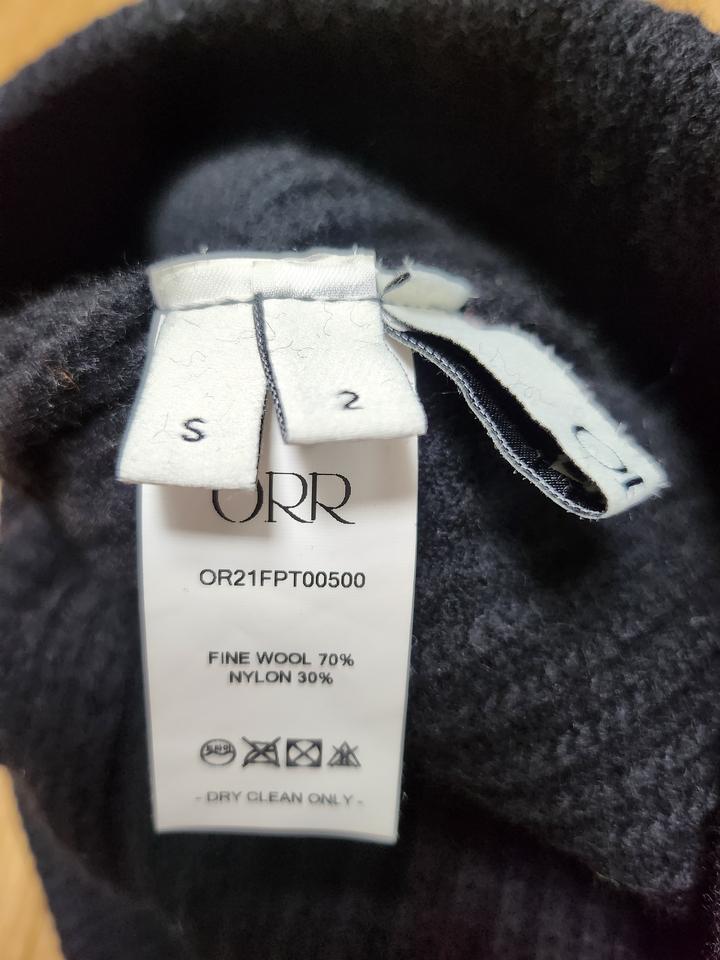 S
2
ORR
OR21FPT00500
FINE WOOL 70%
NYLON 30%
- DRY CLEAN ONLY -